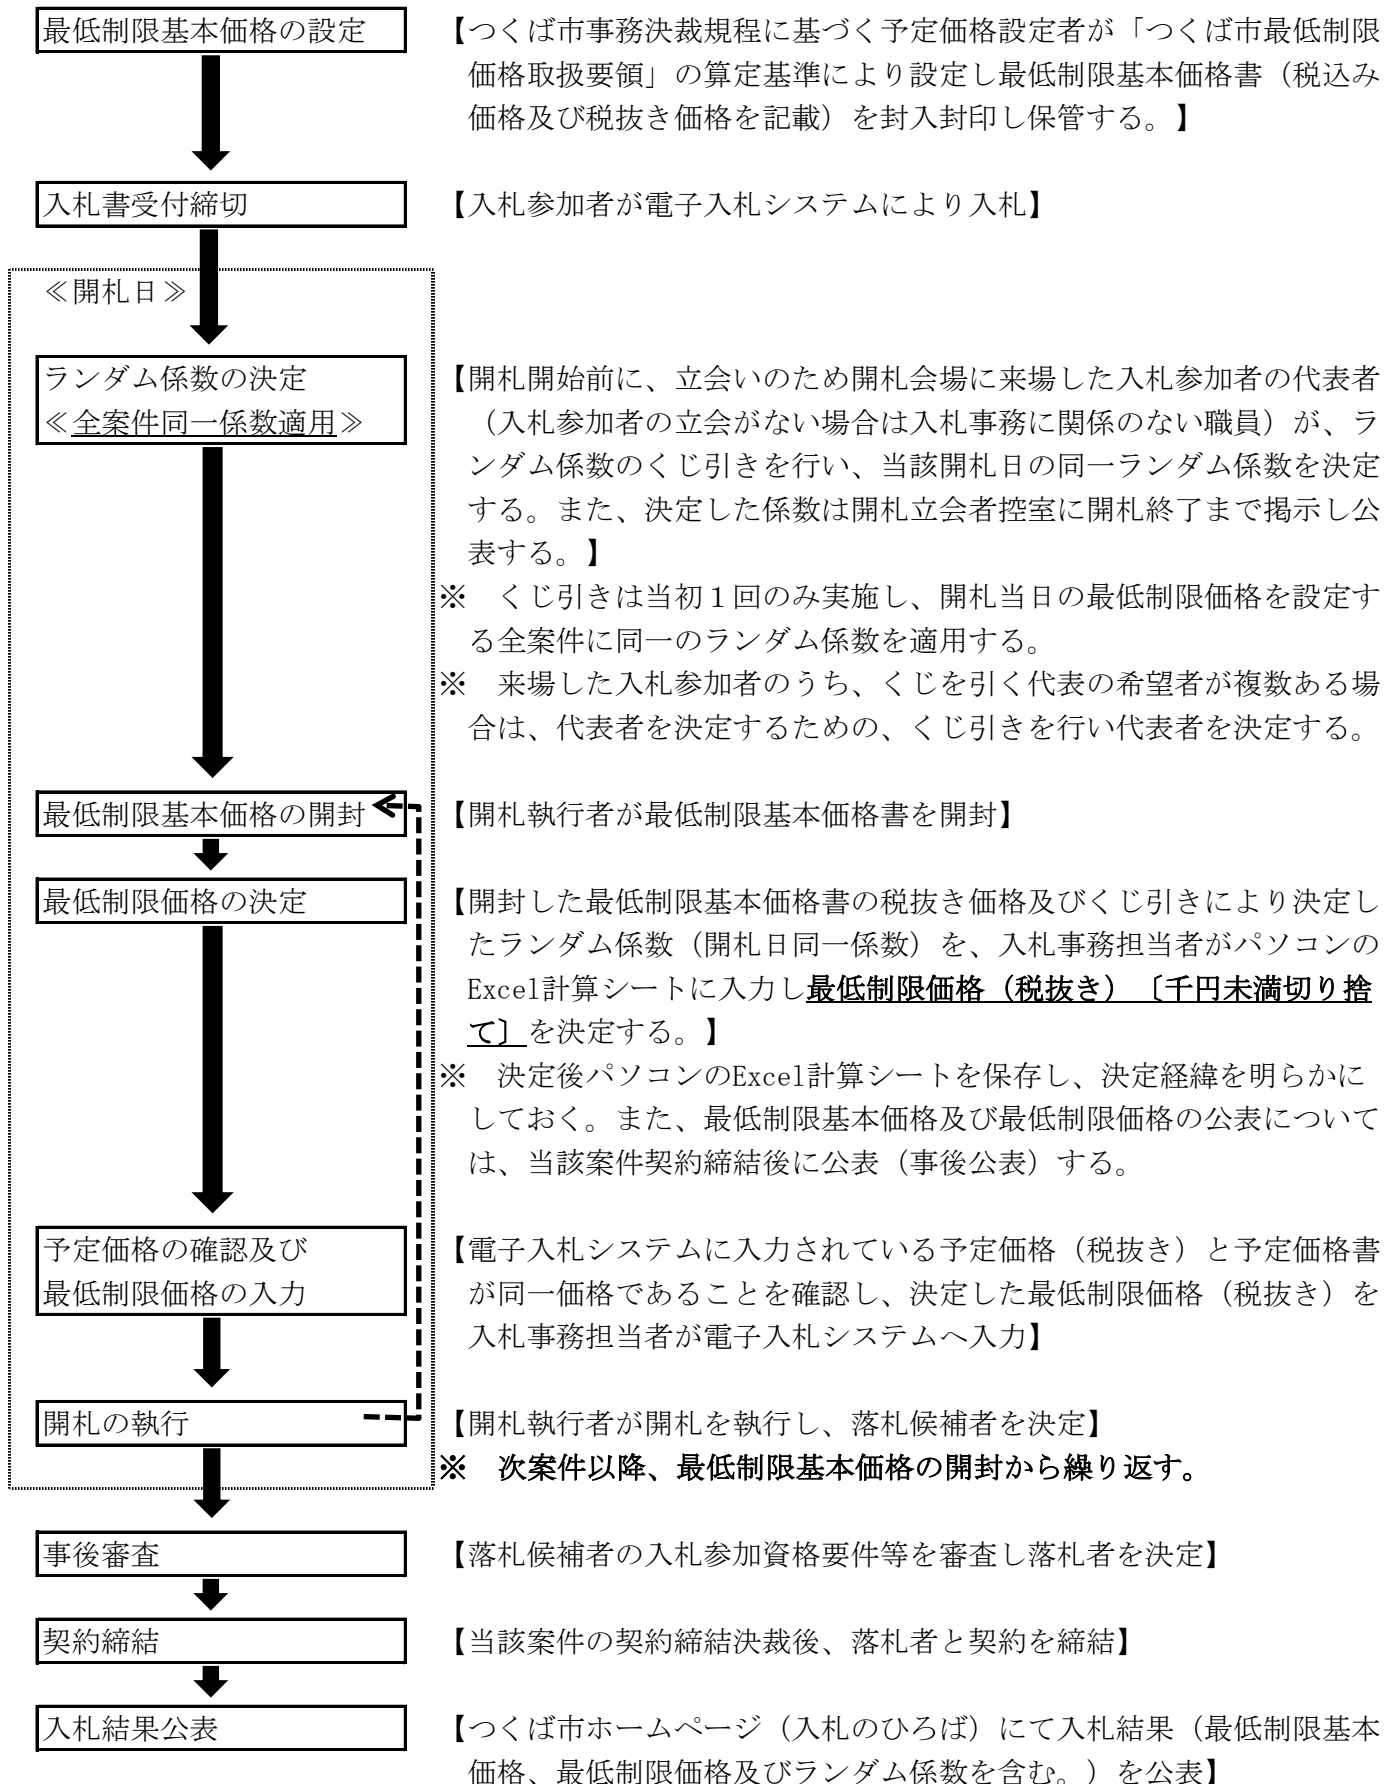 最低制限基本価格の設定
【つくば市事務決裁規程に基づく予定価格設定者が「つくば市最低制限
価格取扱要領」の算定基準により設定し最低制限基本価格書（税込み
価格及び税抜き価格を記載）を封入封印し保管する。】
入札書受付締切
【入札参加者が電子入札システムにより入札】
≪開札日≫
ランダム係数の決定
≪全案件同一係数適用≫
【開札開始前に、立会いのため開札会場に来場した入札参加者の代表者
（入札参加者の立会がない場合は入札事務に関係のない職員）が、ラ
ンダム係数のくじ引きを行い、当該開札日の同一ランダム係数を決定
する。また、決定した係数は開札立会者控室に開札終了まで掲示し公
表する。】
※　くじ引きは当初１回のみ実施し、開札当日の最低制限価格を設定す
る全案件に同一のランダム係数を適用する。
※　来場した入札参加者のうち、くじを引く代表の希望者が複数ある場
合は、代表者を決定するための、くじ引きを行い代表者を決定する。
最低制限基本価格の開封
【開札執行者が最低制限基本価格書を開封】
最低制限価格の決定
【開封した最低制限基本価格書の税抜き価格及びくじ引きにより決定し
たランダム係数（開札日同一係数）を、入札事務担当者がパソコンの
Excel計算シートに入力し最低制限価格（税抜き）〔千円未満切り捨
て〕を決定する。】
※　決定後パソコンのExcel計算シートを保存し、決定経緯を明らかに
しておく。また、最低制限基本価格及び最低制限価格の公表について
は、当該案件契約締結後に公表（事後公表）する。
予定価格の確認及び
最低制限価格の入力
【電子入札システムに入力されている予定価格（税抜き）と予定価格書
が同一価格であることを確認し、決定した最低制限価格（税抜き）を
入札事務担当者が電子入札システムへ入力】
開札の執行
【開札執行者が開札を執行し、落札候補者を決定】
※　次案件以降、最低制限基本価格の開封から繰り返す。
事後審査
【落札候補者の入札参加資格要件等を審査し落札者を決定】
契約締結
【当該案件の契約締結決裁後、落札者と契約を締結】
入札結果公表
【つくば市ホームページ（入札のひろば）にて入札結果（最低制限基本
価格、最低制限価格及びランダム係数を含む。）を公表】